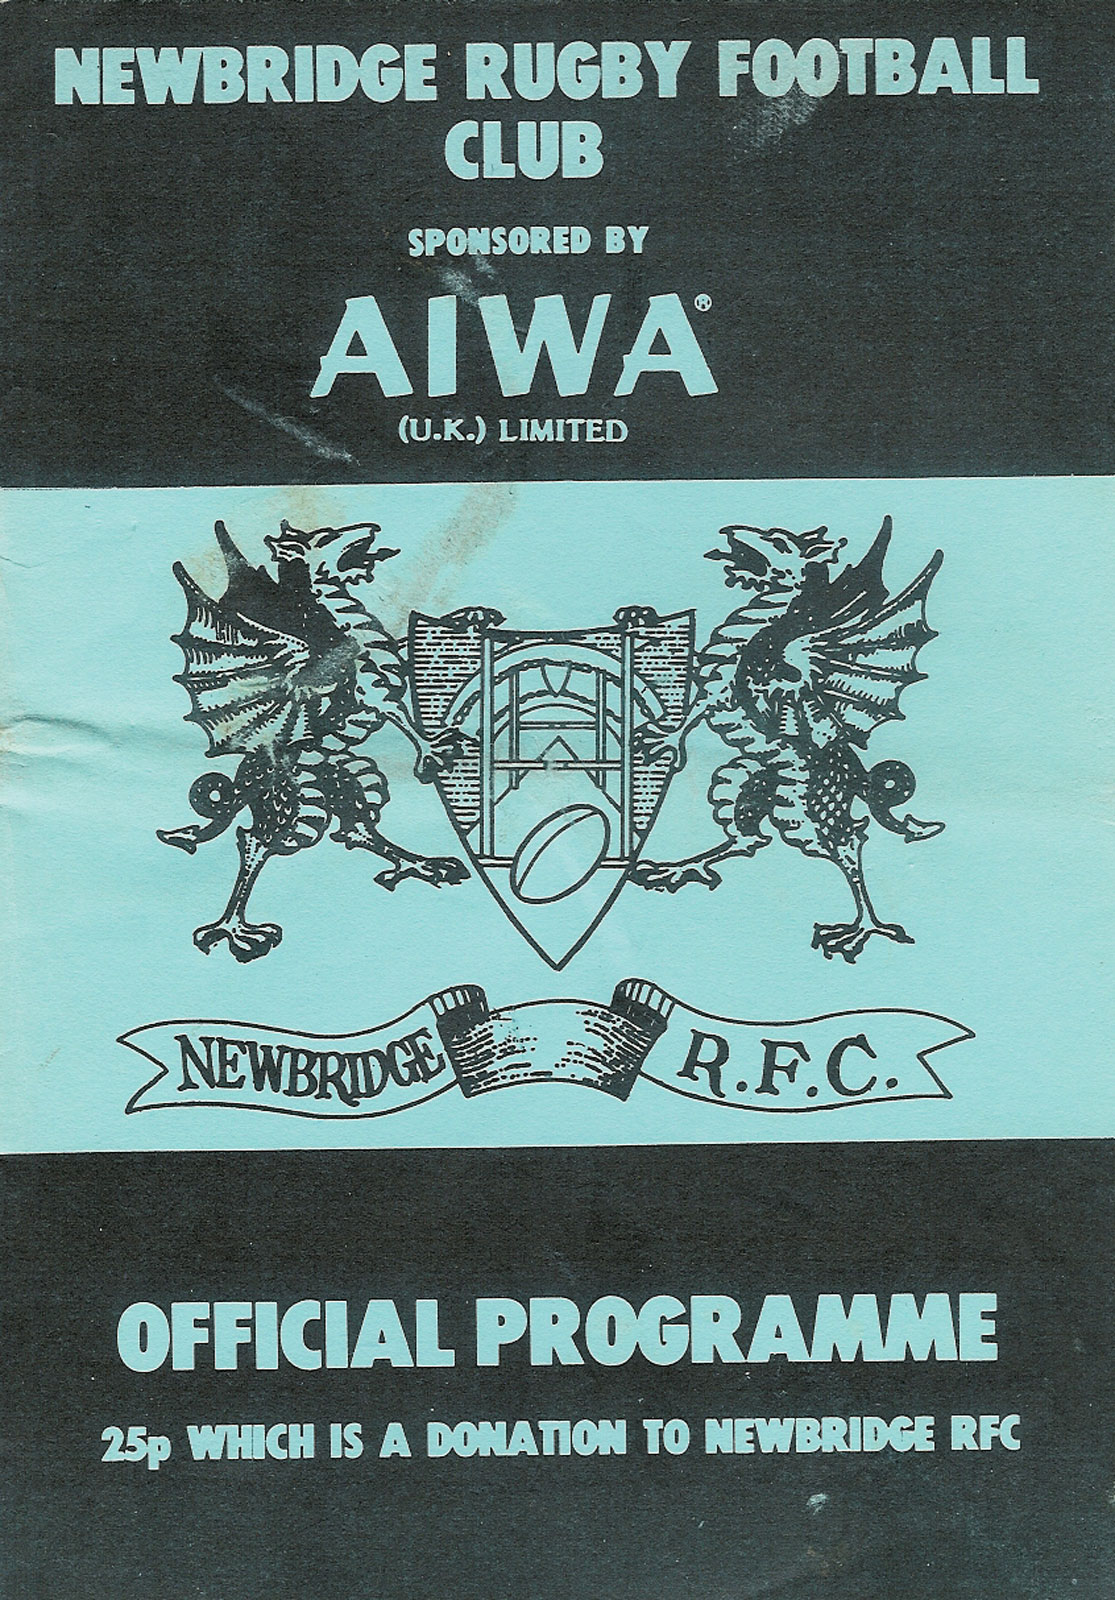 NEWBRIDGE RUGBY FOOTBALL
CLUB
SPONSORED BY
AIWA®
(U.K.) LIMITED
NEWBRIDGE R.F.C.
OFFICIAL PROGRAMME
25p WHICH IS A DONATION TO NEWBRIDGE RFC